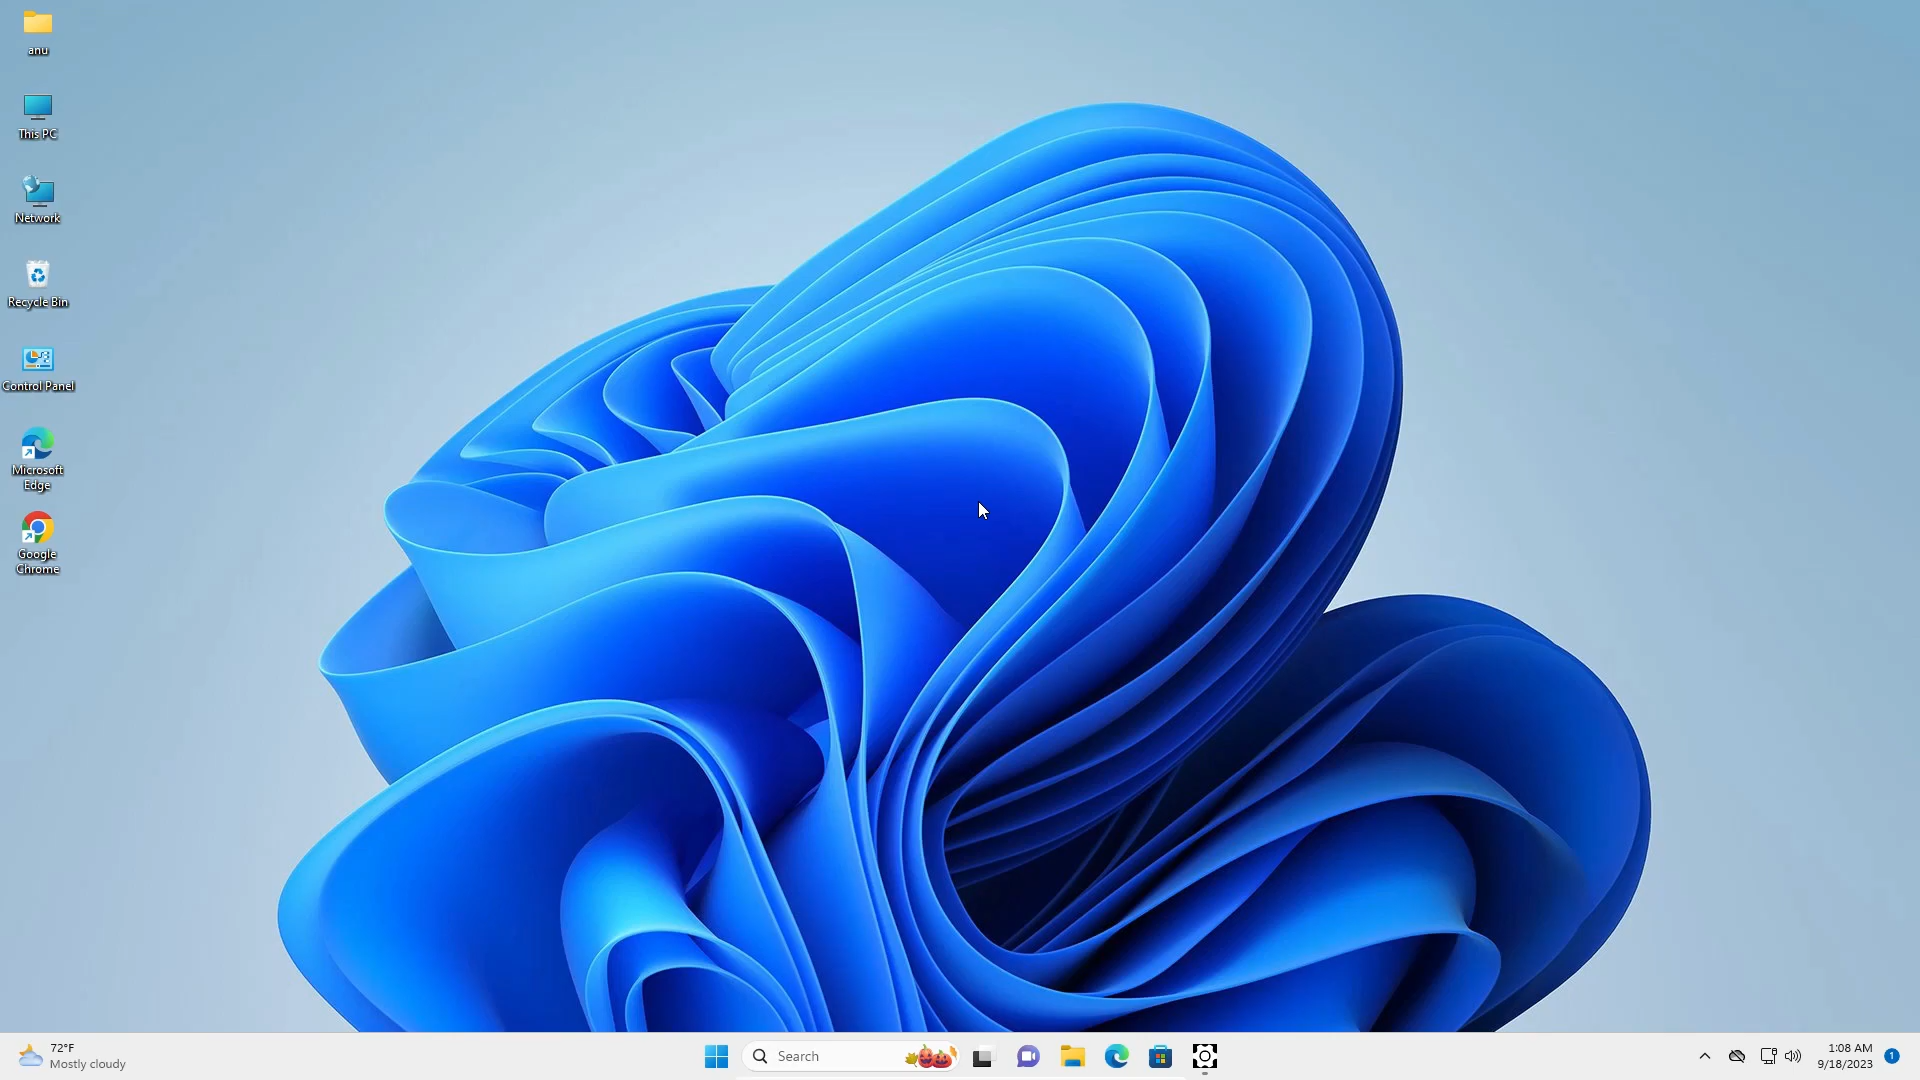 anu
This PC
Network
Recycle Bin
Control Panel
Microsoft
Edge
Google
Chrome
72°F
Mostly cloudy
Search
1:08 AM
9/18/2023
1